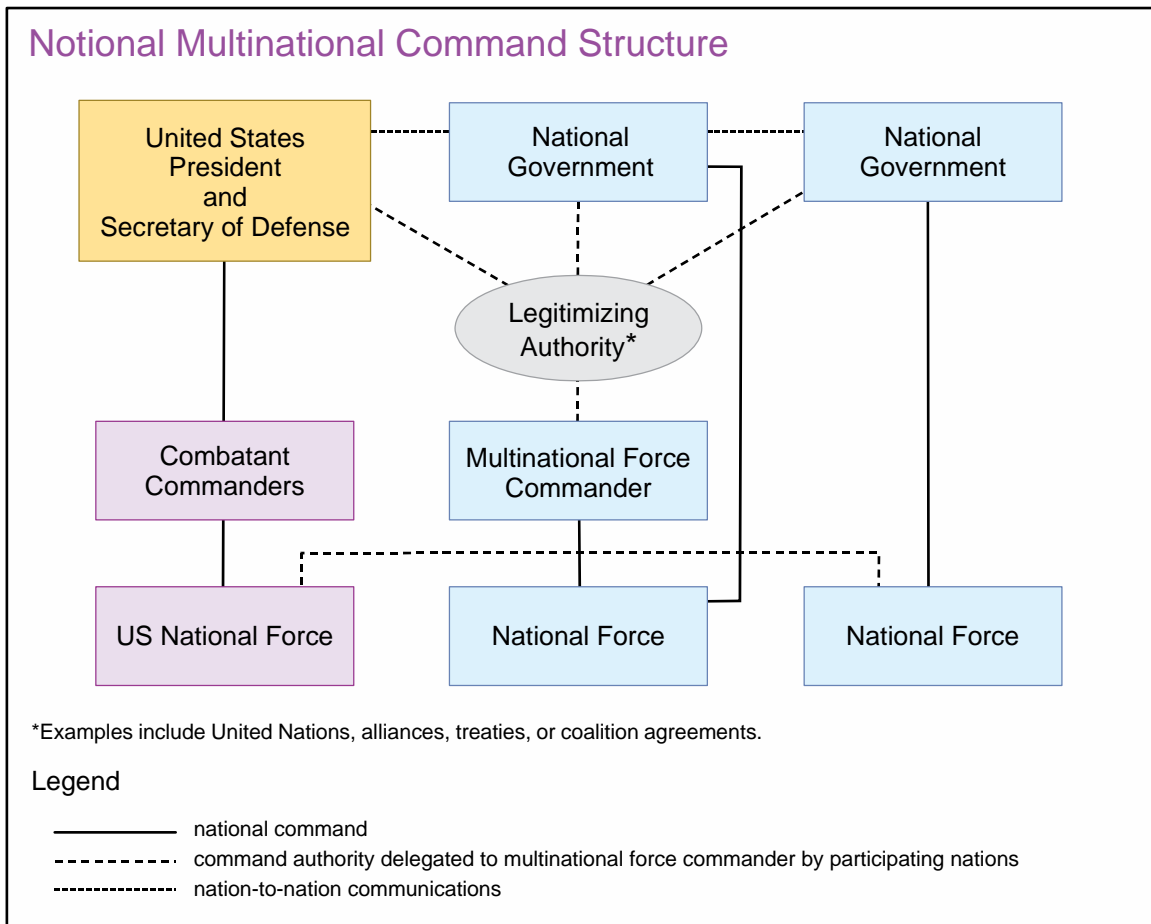 Notional Multinational Command Structure
United States
President
and
Secretary of Defense
National
Government
National
Government
Legitimizing
Authority*
Combatant
Commanders
Multinational Force
Commander
US National Force
National Force
National Force
*Examples include United Nations, alliances, treaties, or coalition agreements.
Legend
national command
command authority delegated to multinational force commander by participating nations
nation-to-nation communications